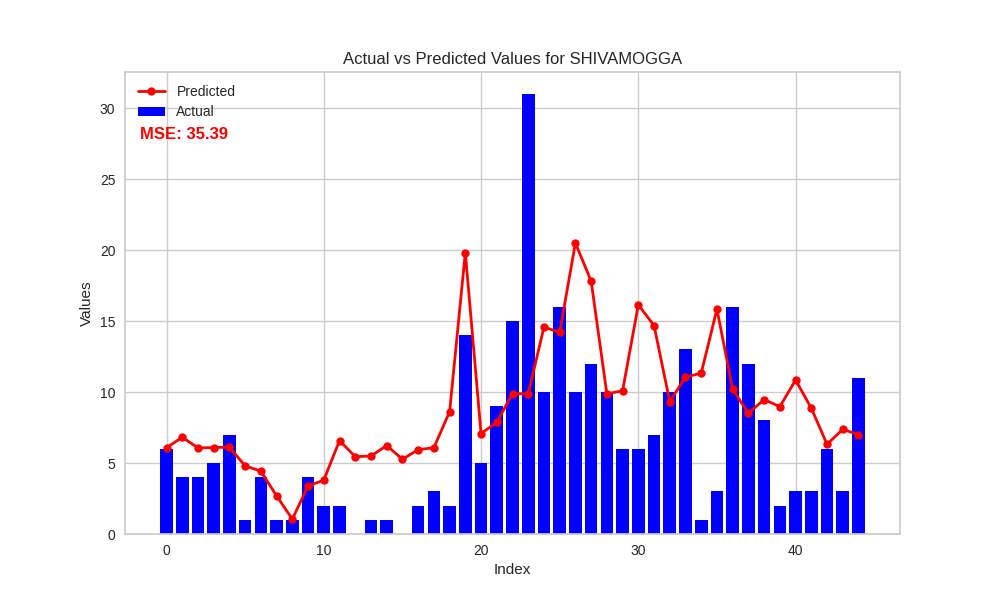 Actual vs Predicted Values for SHIVAMOGGA
Predicted
Actual
MSE: 35.39
Values
30
25
20
15
10
5
0
0 10 20 30 40
Index